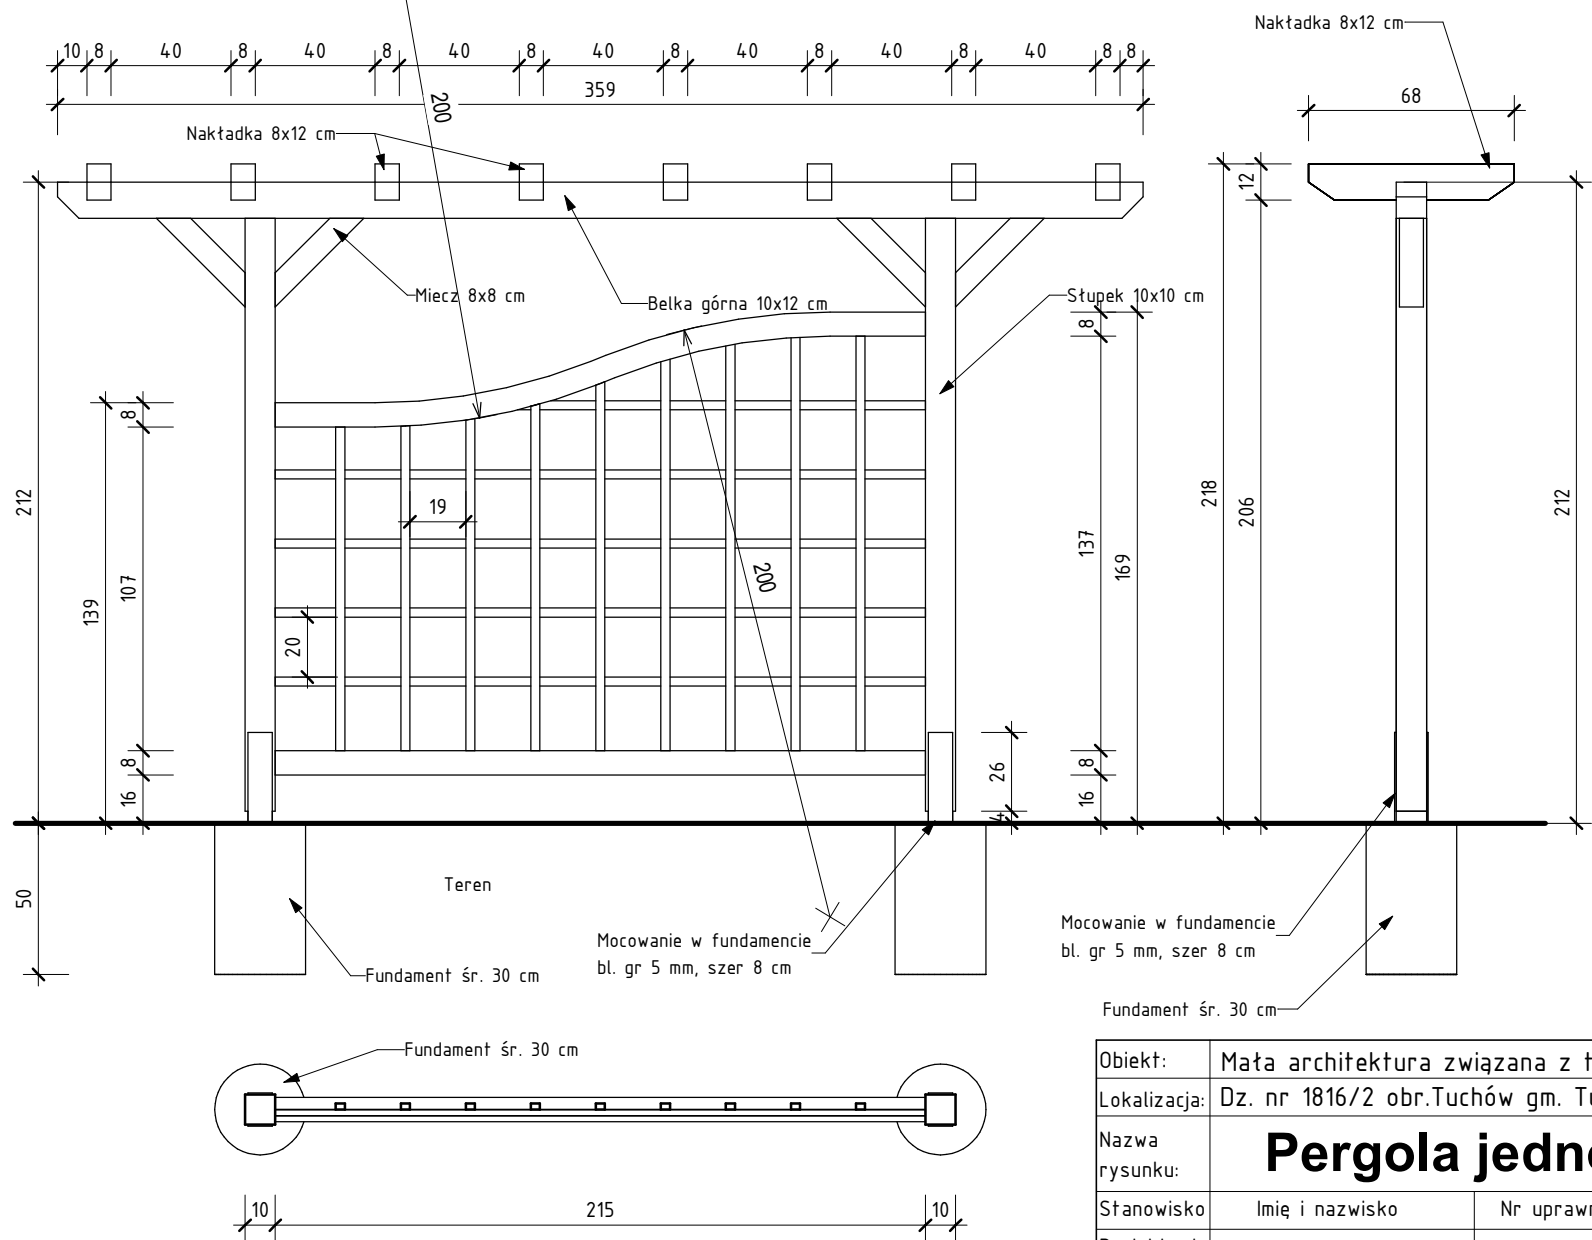 Nakładka 8x12 cm
10 8 40 8 40 8 40 8 40 8 40 8 40 8 40 8 8
359
200
68
Nakładka 8x12 cm
12
Miecz 8x8 cm
Belka górna 10x12 cm
Słupek 10x10 cm
8
8
212
139
107
19
20
200
137
169
218
206
212
8
16
26
4
8
16
50
Teren
Mocowanie w fundamencie
bl. gr 5 mm, szer 8 cm
Mocowanie w fundamencie
bl. gr 5 mm, szer 8 cm
Fundament śr. 30 cm
Fundament śr. 30 cm
Fundament śr. 30 cm
10 215 10
Obiekt: Mała architektura związana z
Lokalizacja: Dz. nr 1816/2 obr.Tuchów gm.
Nazwa
rysunku:
Pergola
Stanowisko Imię i nazwisko Nr